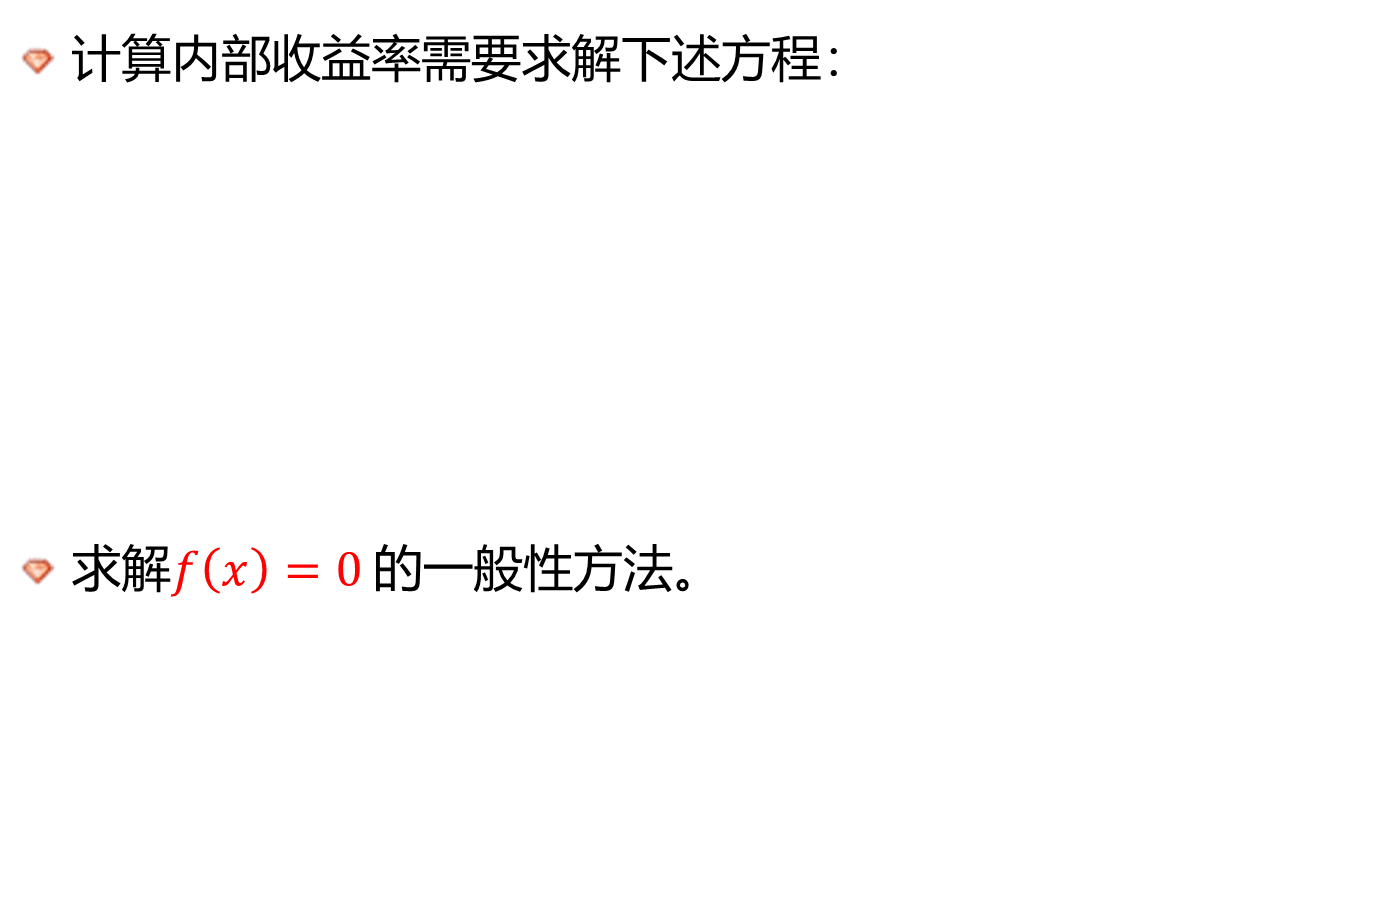 计算内部收益率需要求解下述方程：
求解f(x) = 0 的一般性方法。